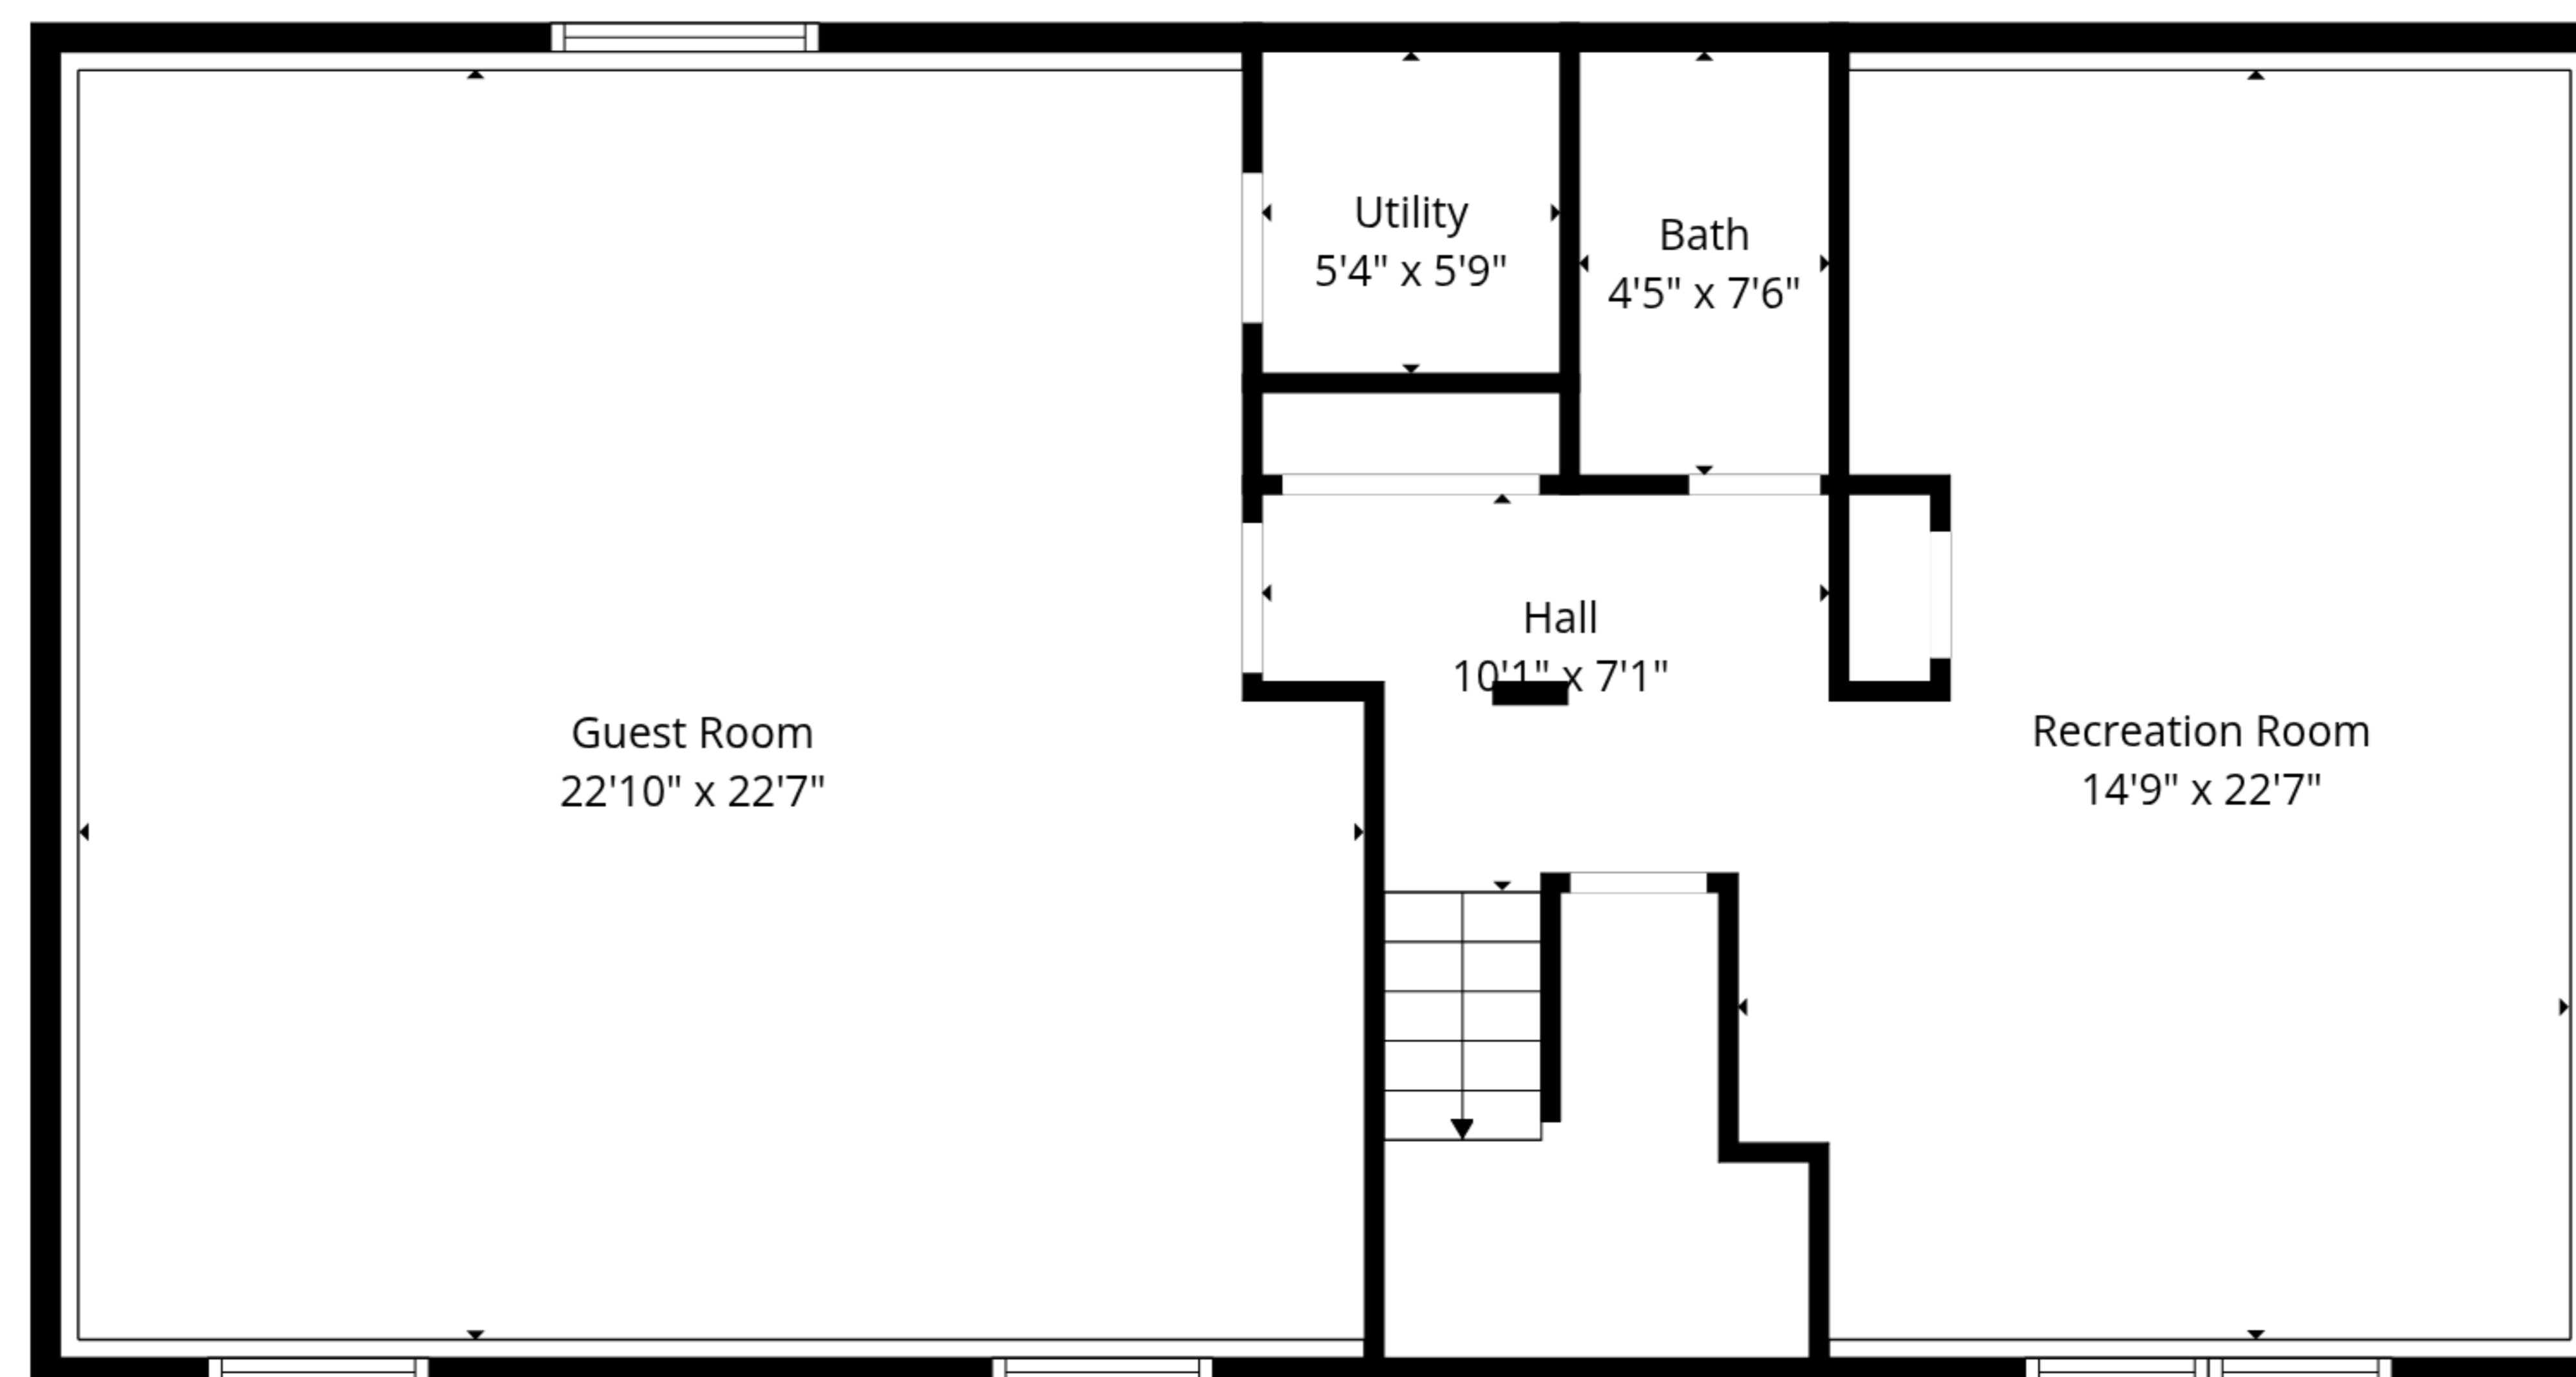 Utility
5'4" x 5'9"
Bath
4'5" x 7'6"
Hall
10'1" x 7'1"
Guest Room
22'10" x 22'7"
Recreation Room
14'9" x 22'7"